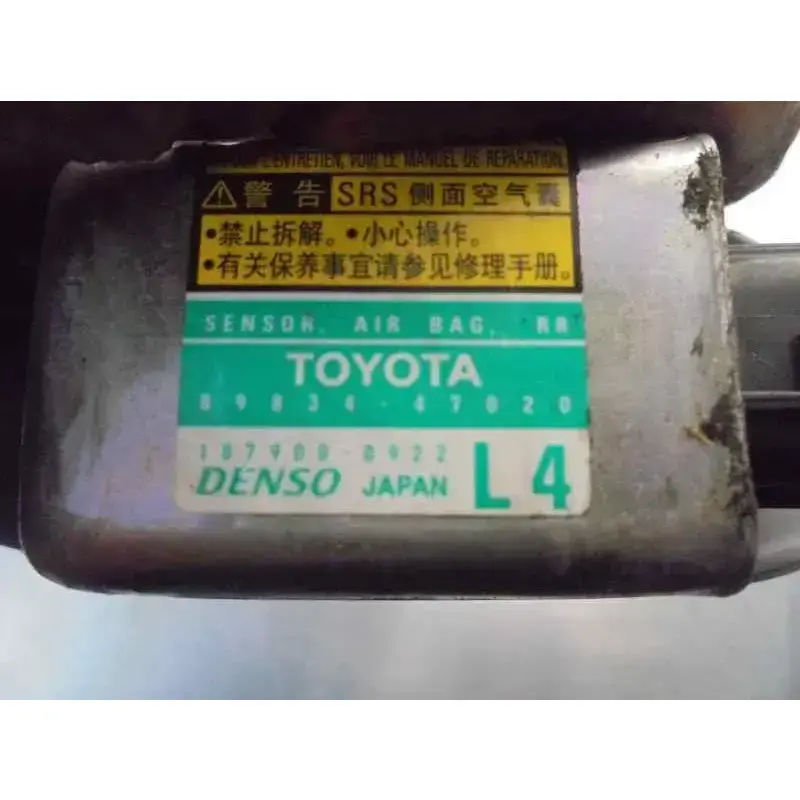 L'ENTRETIEN, VOIR LE MANUEL DE REPARATION.
警告 SRS 侧面空气囊
•禁止拆解。•小心操作。
•有关保养事宜请参见修理手册。
SENSOR, AIR BAG, RR
TOYOTA
89834-47020
187900-0922
DENSO JAPAN L4